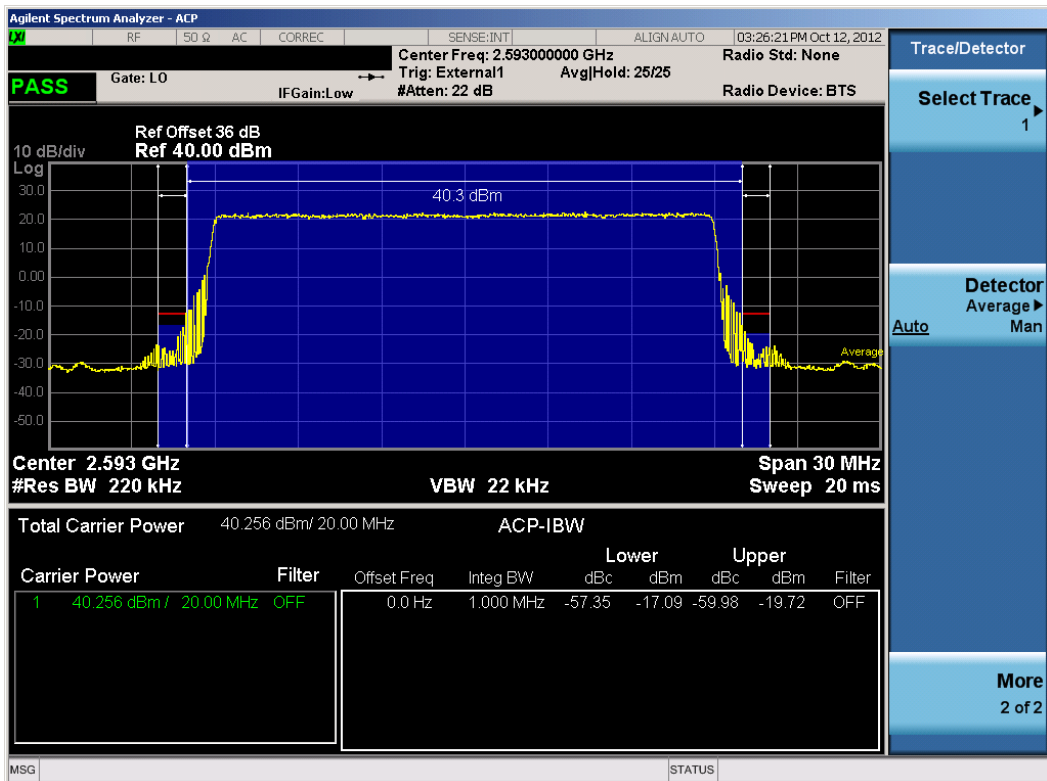 Agilent Spectrum Analyzer - ACP
LXI RF 50 Ω AC CORREC SENSE:INT ALIGN AUTO 03:26:21 PM Oct 12, 2012
Center Freq: 2.593000000 GHz Radio Std: None
PASS Gate: LO Trig: External1 Avg|Hold: 25/25
IFGain:Low #Atten: 22 dB Radio Device: BTS
Trace/Detector
Select Trace
1
Detector
Average
Auto Man
More
2 of 2
Ref Offset 36 dB
10 dB/div Ref 40.00 dBm
Log
30.0
20.0
10.0
0.00
-10.0
-20.0
-30.0
-40.0
-50.0
40.3 dBm
Average
Center 2.593 GHz Span 30 MHz
#Res BW 220 kHz VBW 22 kHz Sweep 20 ms
Total Carrier Power 40.256 dBm/ 20.00 MHz ACP-IBW
Lower Upper
Carrier Power Filter Offset Freq Integ BW dBc dBm dBc dBm Filter
1 40.256 dBm / 20.00 MHz OFF 0.0 Hz 1.000 MHz -57.35 -17.09 -59.98 -19.72 OFF
MSG STATUS